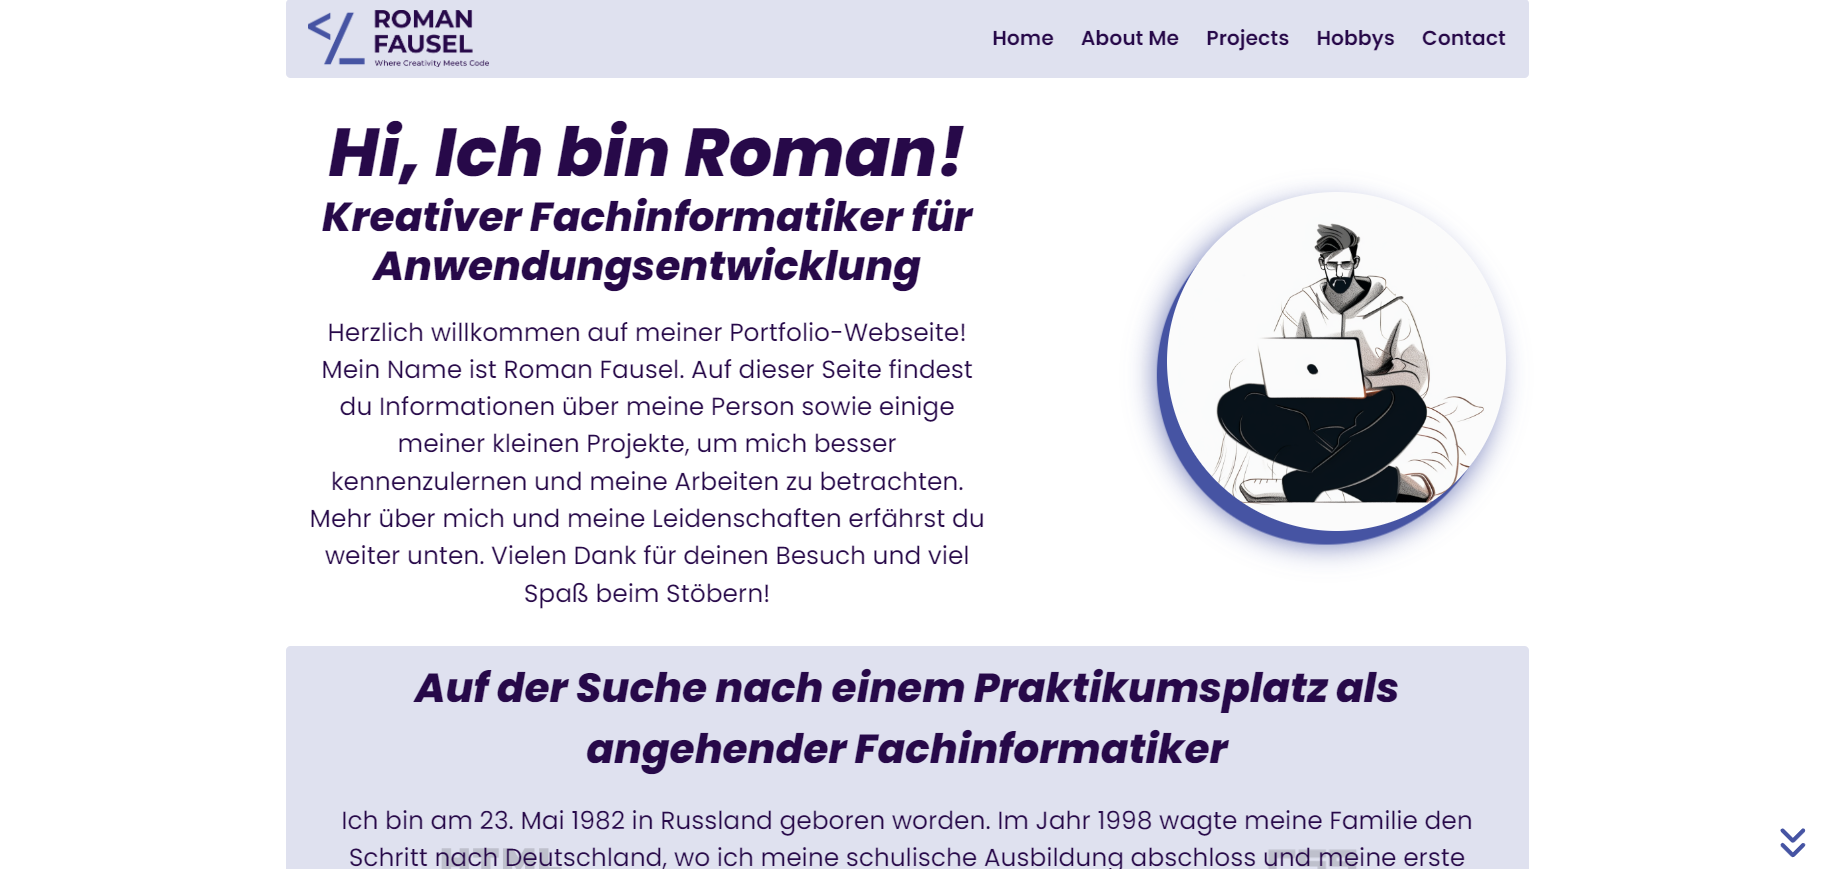 ROMAN
FAUSEL
Where Creativity Meets Code
Home About Me Projects Hobbys Contact
Hi, Ich bin Roman!
Kreativer Fachinformatiker für
Anwendungsentwicklung
Herzlich willkommen auf meiner Portfolio-Webseite!
Mein Name ist Roman Fausel. Auf dieser Seite findest
du Informationen über meine Person sowie einige
meiner kleinen Projekte, um mich besser
kennenzulernen und meine Arbeiten zu betrachten.
Mehr über mich und meine Leidenschaften erfährst du
weiter unten. Vielen Dank für deinen Besuch und viel
Spaß beim Stöbern!
Auf der Suche nach einem Praktikumsplatz als
angehender Fachinformatiker
Ich bin am 23. Mai 1982 in Russland geboren worden. Im Jahr 1998 wagte meine Familie den
Schritt nach Deutschland, wo ich meine schulische Ausbildung abschloss und meine erste